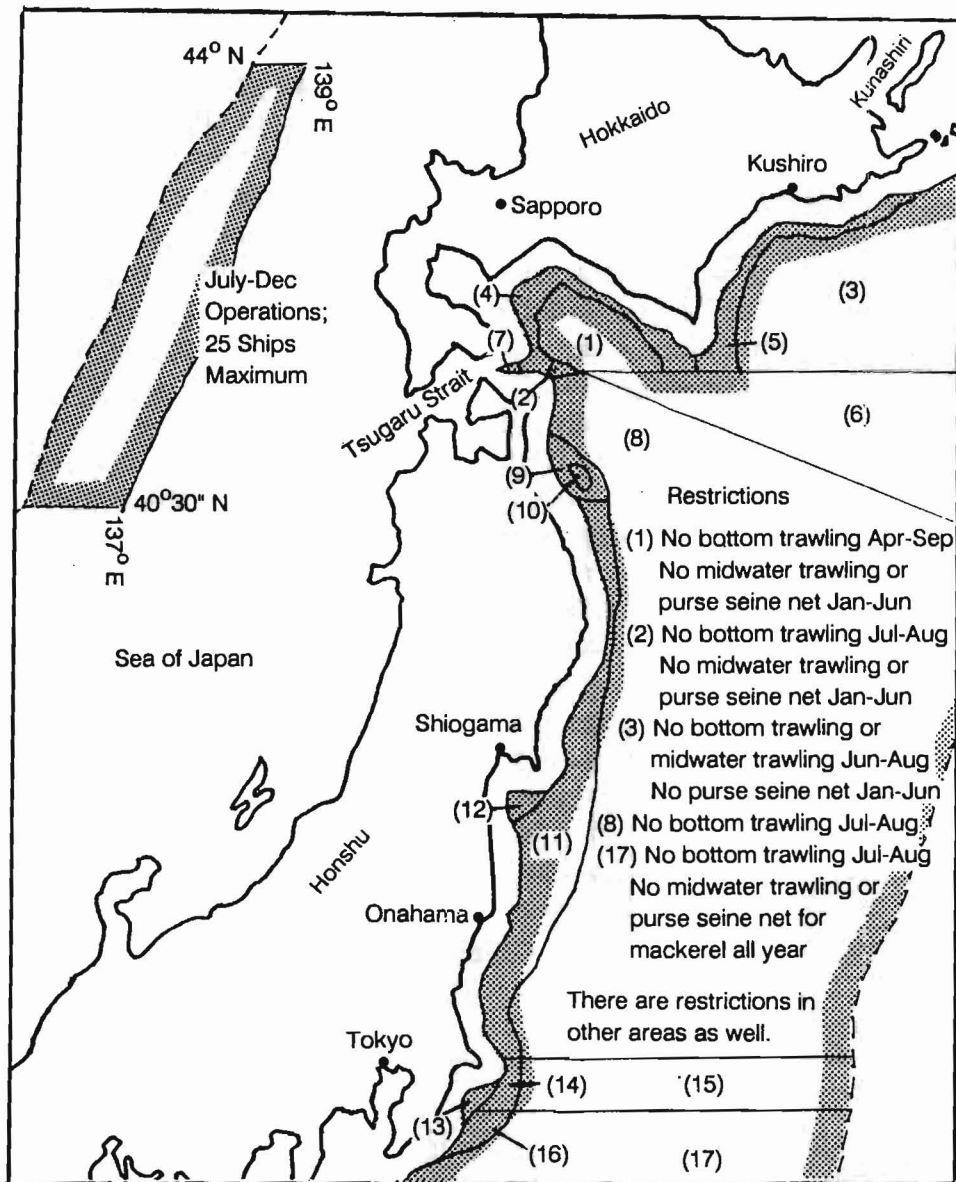 44° N
139° E
Hokkaido
Kunashiri
Kushiro
Sapporo
July-Dec
Operations;
25 Ships
Maximum
(3)
(4)
(5)
(7)
(1)
(2)
Tsugaru Strait
(6)
(8)
(9)
(10)
40°30" N
137° E
Restrictions
(1) No bottom trawling Apr-Sep
No midwater trawling or
purse seine net Jan-Jun
(2) No bottom trawling Jul-Aug
No midwater trawling or
purse seine net Jan-Jun
(3) No bottom trawling or
midwater trawling Jun-Aug
No purse seine net Jan-Jun
(8) No bottom trawling Jul-Aug
(17) No bottom trawling Jul-Aug
No midwater trawling or
purse seine net for
mackerel all year
There are restrictions in
other areas as well.
Sea of Japan
Shiogama
(12)
(11)
Honshu
Onahama
Tokyo
(14)
(15)
(13)
(16)
(17)